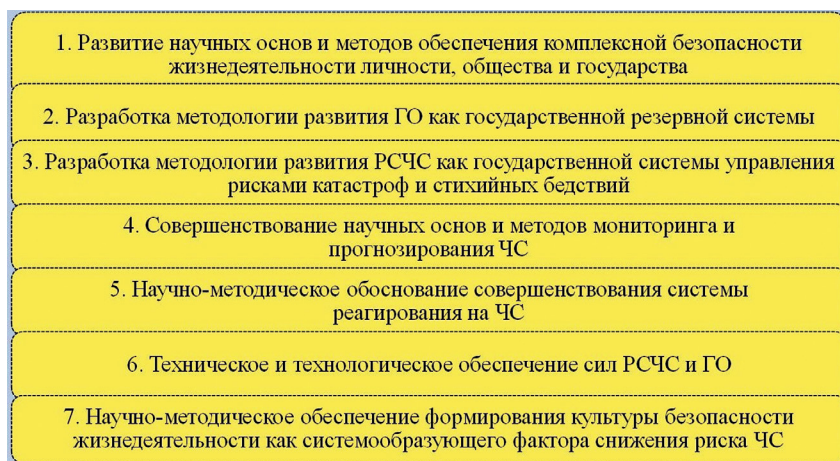 1. Развитие научных основ и методов обеспечения комплексной безопасности
жизнедеятельности личности, общества и государства
2. Разработка методологии развития ГО как государственной резервной системы
3. Разработка методологии развития РСЧС как государственной системы управления
рисками катастроф и стихийных бедствий
4. Совершенствование научных основ и методов мониторинга и
прогнозирования ЧС
5. Научно-методическое обоснование совершенствования системы
реагирования на ЧС
6. Техническое и технологическое обеспечение сил РСЧС и ГО
7. Научно-методическое обеспечение формирования культуры безопасности
жизнедеятельности как системообразующего фактора снижения риска ЧС